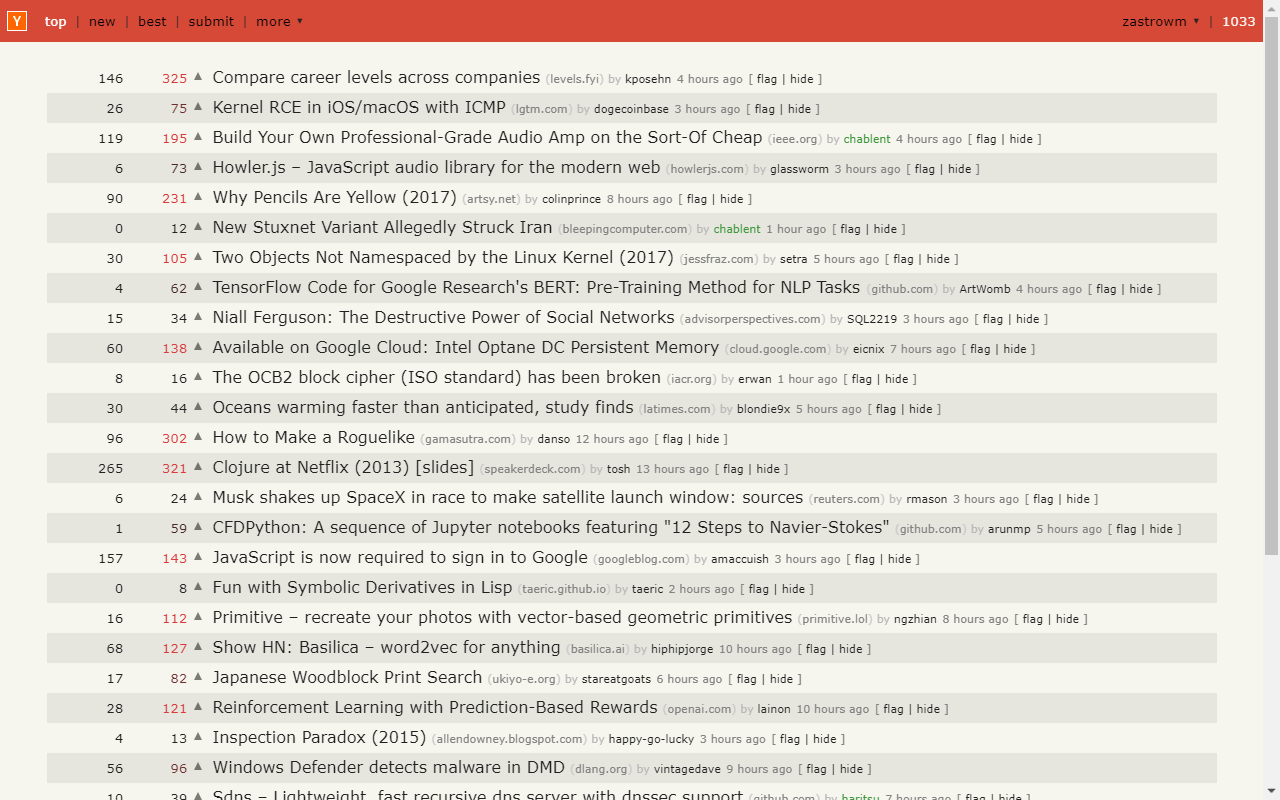 Y top | new | best | submit | more ▼ zastrowm ▼ | 1033
146 325 ▲ Compare career levels across companies (levels.fyi) by kposehn 4 hours ago [ flag | hide ]
26 75 ▲ Kernel RCE in iOS/macOS with ICMP (lgtm.com) by dogecoinbase 3 hours ago [ flag | hide ]
119 195 ▲ Build Your Own Professional-Grade Audio Amp on the Sort-Of Cheap (ieee.org) by chablent 4 hours ago [ flag | hide ]
6 73 ▲ Howler.js – JavaScript audio library for the modern web (howlerjs.com) by glassworm 3 hours ago [ flag | hide ]
90 231 ▲ Why Pencils Are Yellow (2017) (artsy.net) by colinprince 8 hours ago [ flag | hide ]
0 12 ▲ New Stuxnet Variant Allegedly Struck Iran (bleepingcomputer.com) by chablent 1 hour ago [ flag | hide ]
30 105 ▲ Two Objects Not Namespaced by the Linux Kernel (2017) (jessfraz.com) by setra 5 hours ago [ flag | hide ]
4 62 ▲ TensorFlow Code for Google Research's BERT: Pre-Training Method for NLP Tasks (github.com) by ArtWomb 4 hours ago [ flag | hide ]
15 34 ▲ Niall Ferguson: The Destructive Power of Social Networks (advisorperspectives.com) by SQL2219 3 hours ago [ flag | hide ]
60 138 ▲ Available on Google Cloud: Intel Optane DC Persistent Memory (cloud.google.com) by eicnix 7 hours ago [ flag | hide ]
8 16 ▲ The OCB2 block cipher (ISO standard) has been broken (iacr.org) by erwan 1 hour ago [ flag | hide ]
30 44 ▲ Oceans warming faster than anticipated, study finds (latimes.com) by blondie9x 5 hours ago [ flag | hide ]
96 302 ▲ How to Make a Roguelike (gamasutra.com) by danso 12 hours ago [ flag | hide ]
265 321 ▲ Clojure at Netflix (2013) [slides] (speakerdeck.com) by tosh 13 hours ago [ flag | hide ]
6 24 ▲ Musk shakes up SpaceX in race to make satellite launch window: sources (reuters.com) by rmason 3 hours ago [ flag | hide ]
1 59 ▲ CFDPython: A sequence of Jupyter notebooks featuring "12 Steps to Navier-Stokes" (github.com) by arunmp 5 hours ago [ flag | hide ]
157 143 ▲ JavaScript is now required to sign in to Google (googleblog.com) by amaccuish 3 hours ago [ flag | hide ]
0 8 ▲ Fun with Symbolic Derivatives in Lisp (taeric.github.io) by taeric 2 hours ago [ flag | hide ]
16 112 ▲ Primitive – recreate your photos with vector-based geometric primitives (primitive.lol) by ngzhian 8 hours ago [ flag | hide ]
68 127 ▲ Show HN: Basilica – word2vec for anything (basilica.ai) by hiphipjorge 10 hours ago [ flag | hide ]
17 82 ▲ Japanese Woodblock Print Search (ukiyo-e.org) by stareatgoats 6 hours ago [ flag | hide ]
28 121 ▲ Reinforcement Learning with Prediction-Based Rewards (openai.com) by lainon 10 hours ago [ flag | hide ]
4 13 ▲ Inspection Paradox (2015) (allendowney.blogspot.com) by happy-go-lucky 3 hours ago [ flag | hide ]
56 96 ▲ Windows Defender detects malware in DMD (dlang.org) by vintagedave 9 hours ago [ flag | hide ]
10 39 ▲ Sdns – Lightweight, fast recursive dns server with dnssec support (github.com) by haritsu 7 hours ago [ flag | hide ]